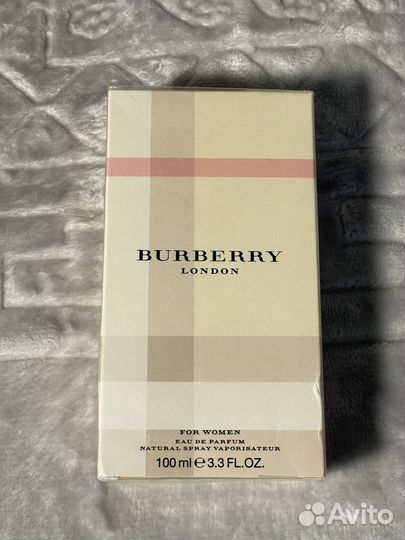 BURBERRY
LONDON
FOR WOMEN
EAU DE PARFUM
NATURAL SPRAY VAPORISATEUR
100 ml ℮ 3.3 FL.OZ.
Avito